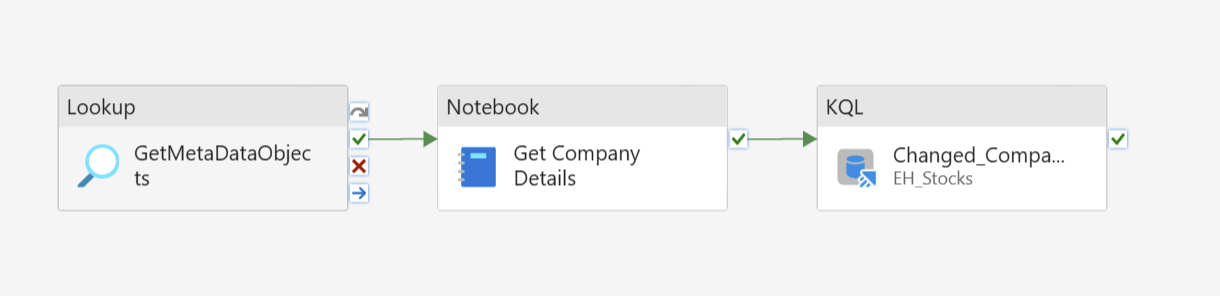 Lookup
GetMetaDataObjec
ts
Notebook
Get Company
Details
KQL
Changed_Compa...
EH_Stocks